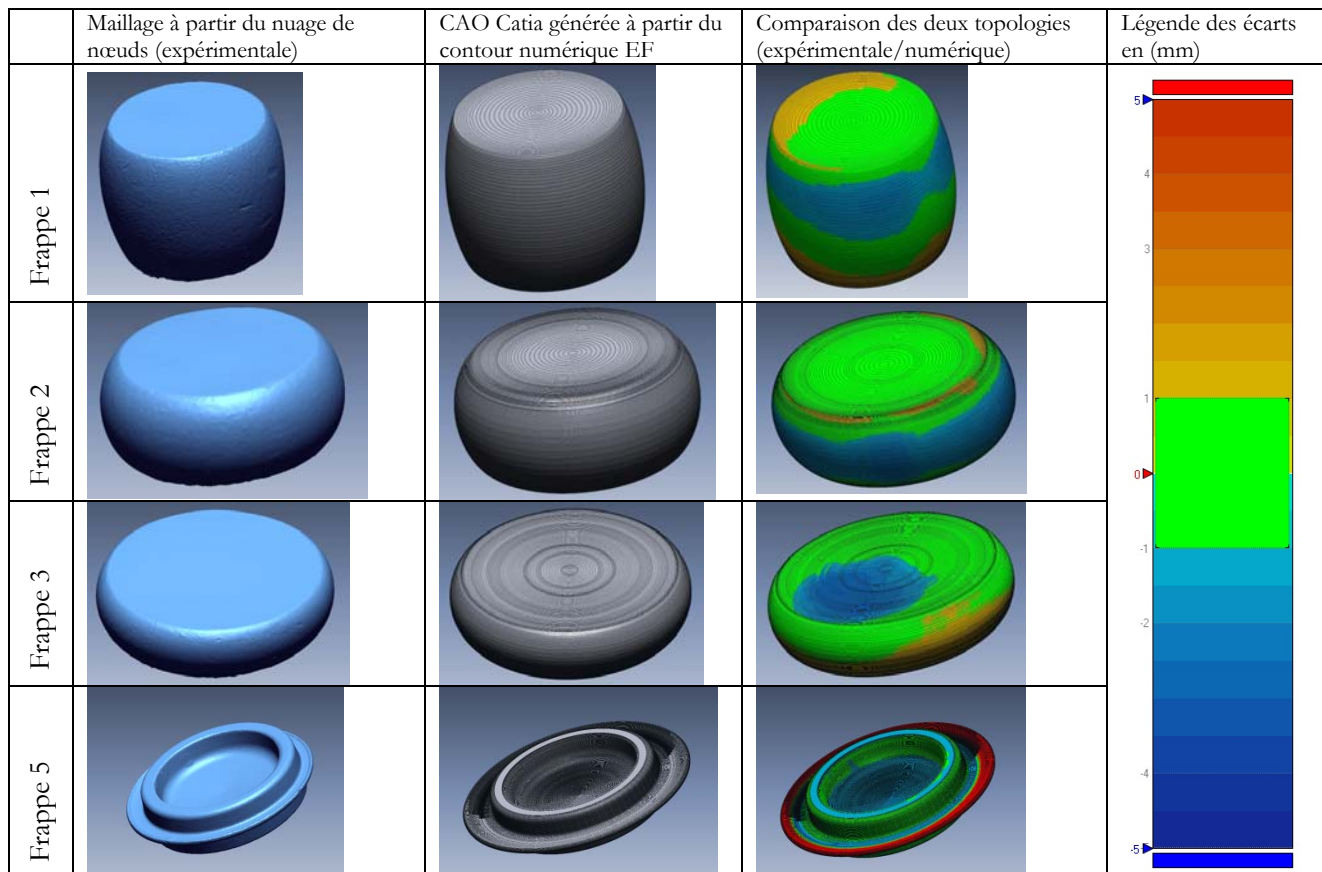 Maillage à partir du nuage de
nœuds (expérimentale)
CAO Catia générée à partir du
contour numérique EF
Comparaison des deux topologies
(expérimentale/numérique)
Légende des écarts
en (mm)
Frappe 1
Frappe 2
Frappe 3
Frappe 5
5
4
3
1
0
-1
-2
-4
-5